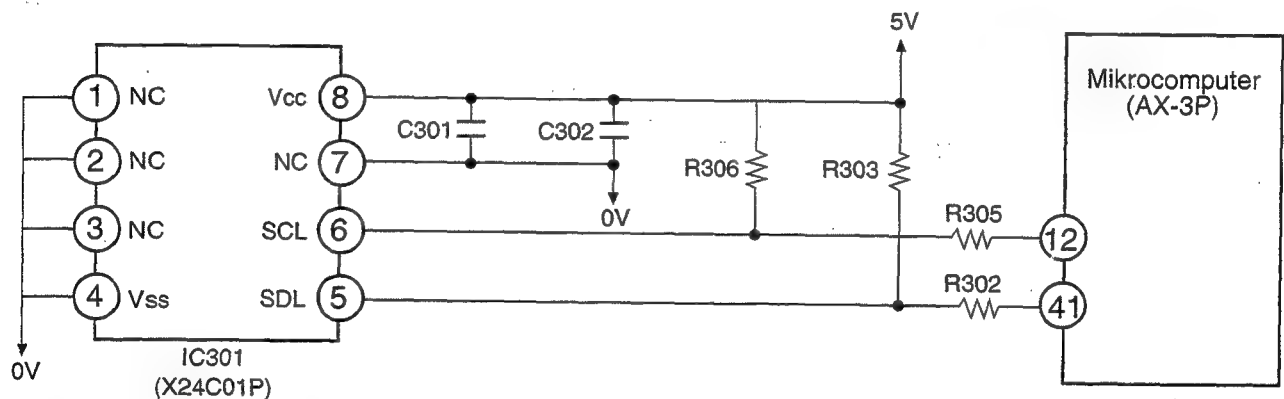 5V
Mikrocomputer
(AX-3P)
1 NC
Vcc 8
C301
C302
2 NC
NC 7
R306
R303
0V
3 NC
SCL 6
R305
12
4 Vss
SDL 5
R302
41
0V
IC301
(X24C01P)